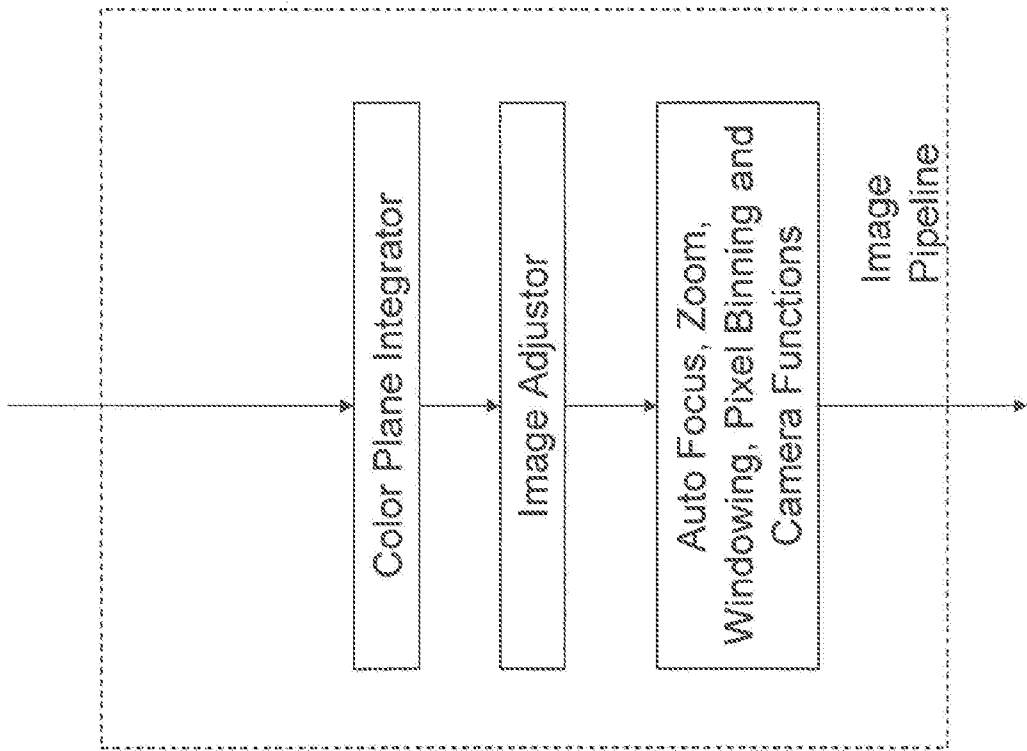 Color Plane Integrator
Image Adjustor
Auto Focus, Zoom,
Windowing, Pixel Binning and
Camera Functions
Image
Pipeline